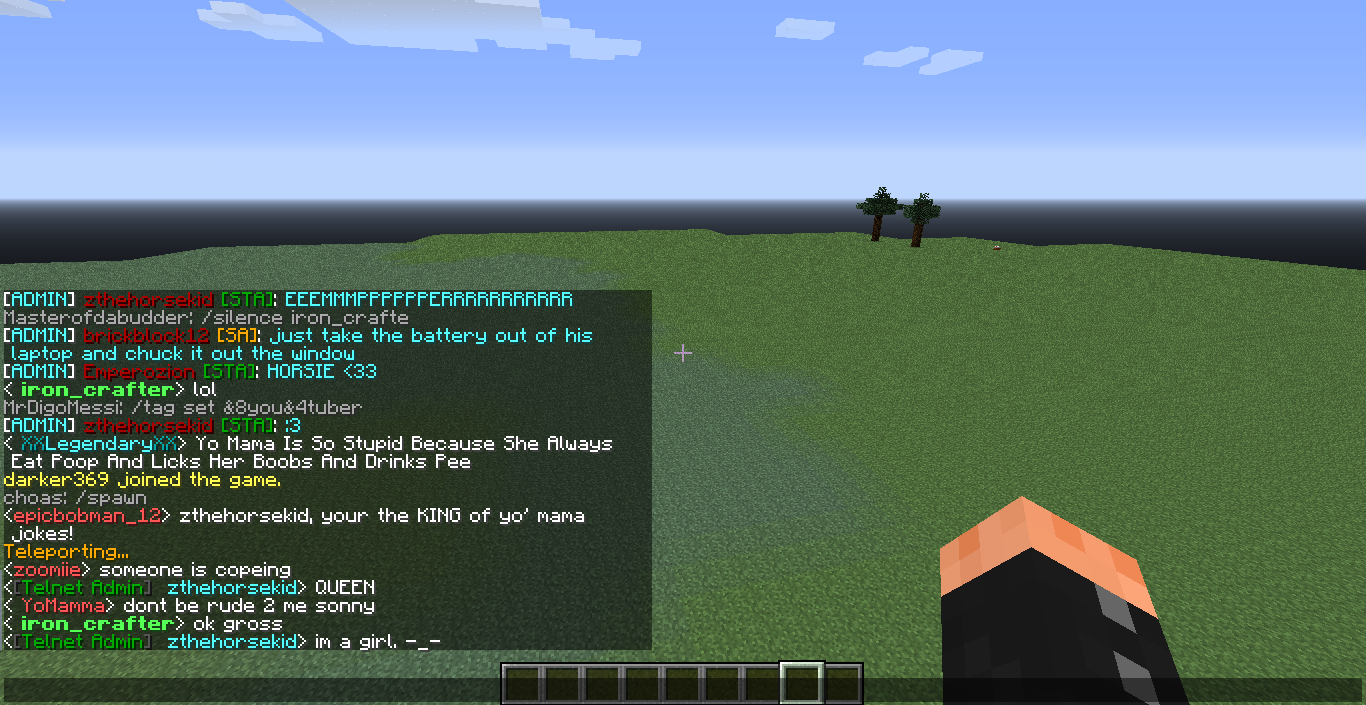 [ADMIN] zthehorsekid [STA]: EEEMMMPPPPPPERRRRRRRRRRR
Masterofdabudder: /silence iron_crafte
[ADMIN] brickblock12 [SA]: just take the battery out of his
laptop and chuck it out the window
[ADMIN] Emperozion [STA]: HORSIE <33
< iron_crafter> lol
MrDigoMessi: /tag set &8you&4tuber
[ADMIN] zthehorsekid [STA]: :3
< XXLegendaryXX> Yo Mama Is So Stupid Because She Always
Eat Poop And Licks Her Boobs And Drinks Pee
darker369 joined the game.
choas: /spawn
<epicbobman_12> zthehorsekid, your the KING of yo' mama
jokes!
Teleporting...
<zoomiie> someone is copeing
<[Telnet Admin] zthehorsekid> QUEEN
< YoMamma> dont be rude 2 me sonny
< iron_crafter> ok gross
<[Telnet Admin] zthehorsekid> im a girl. -_-